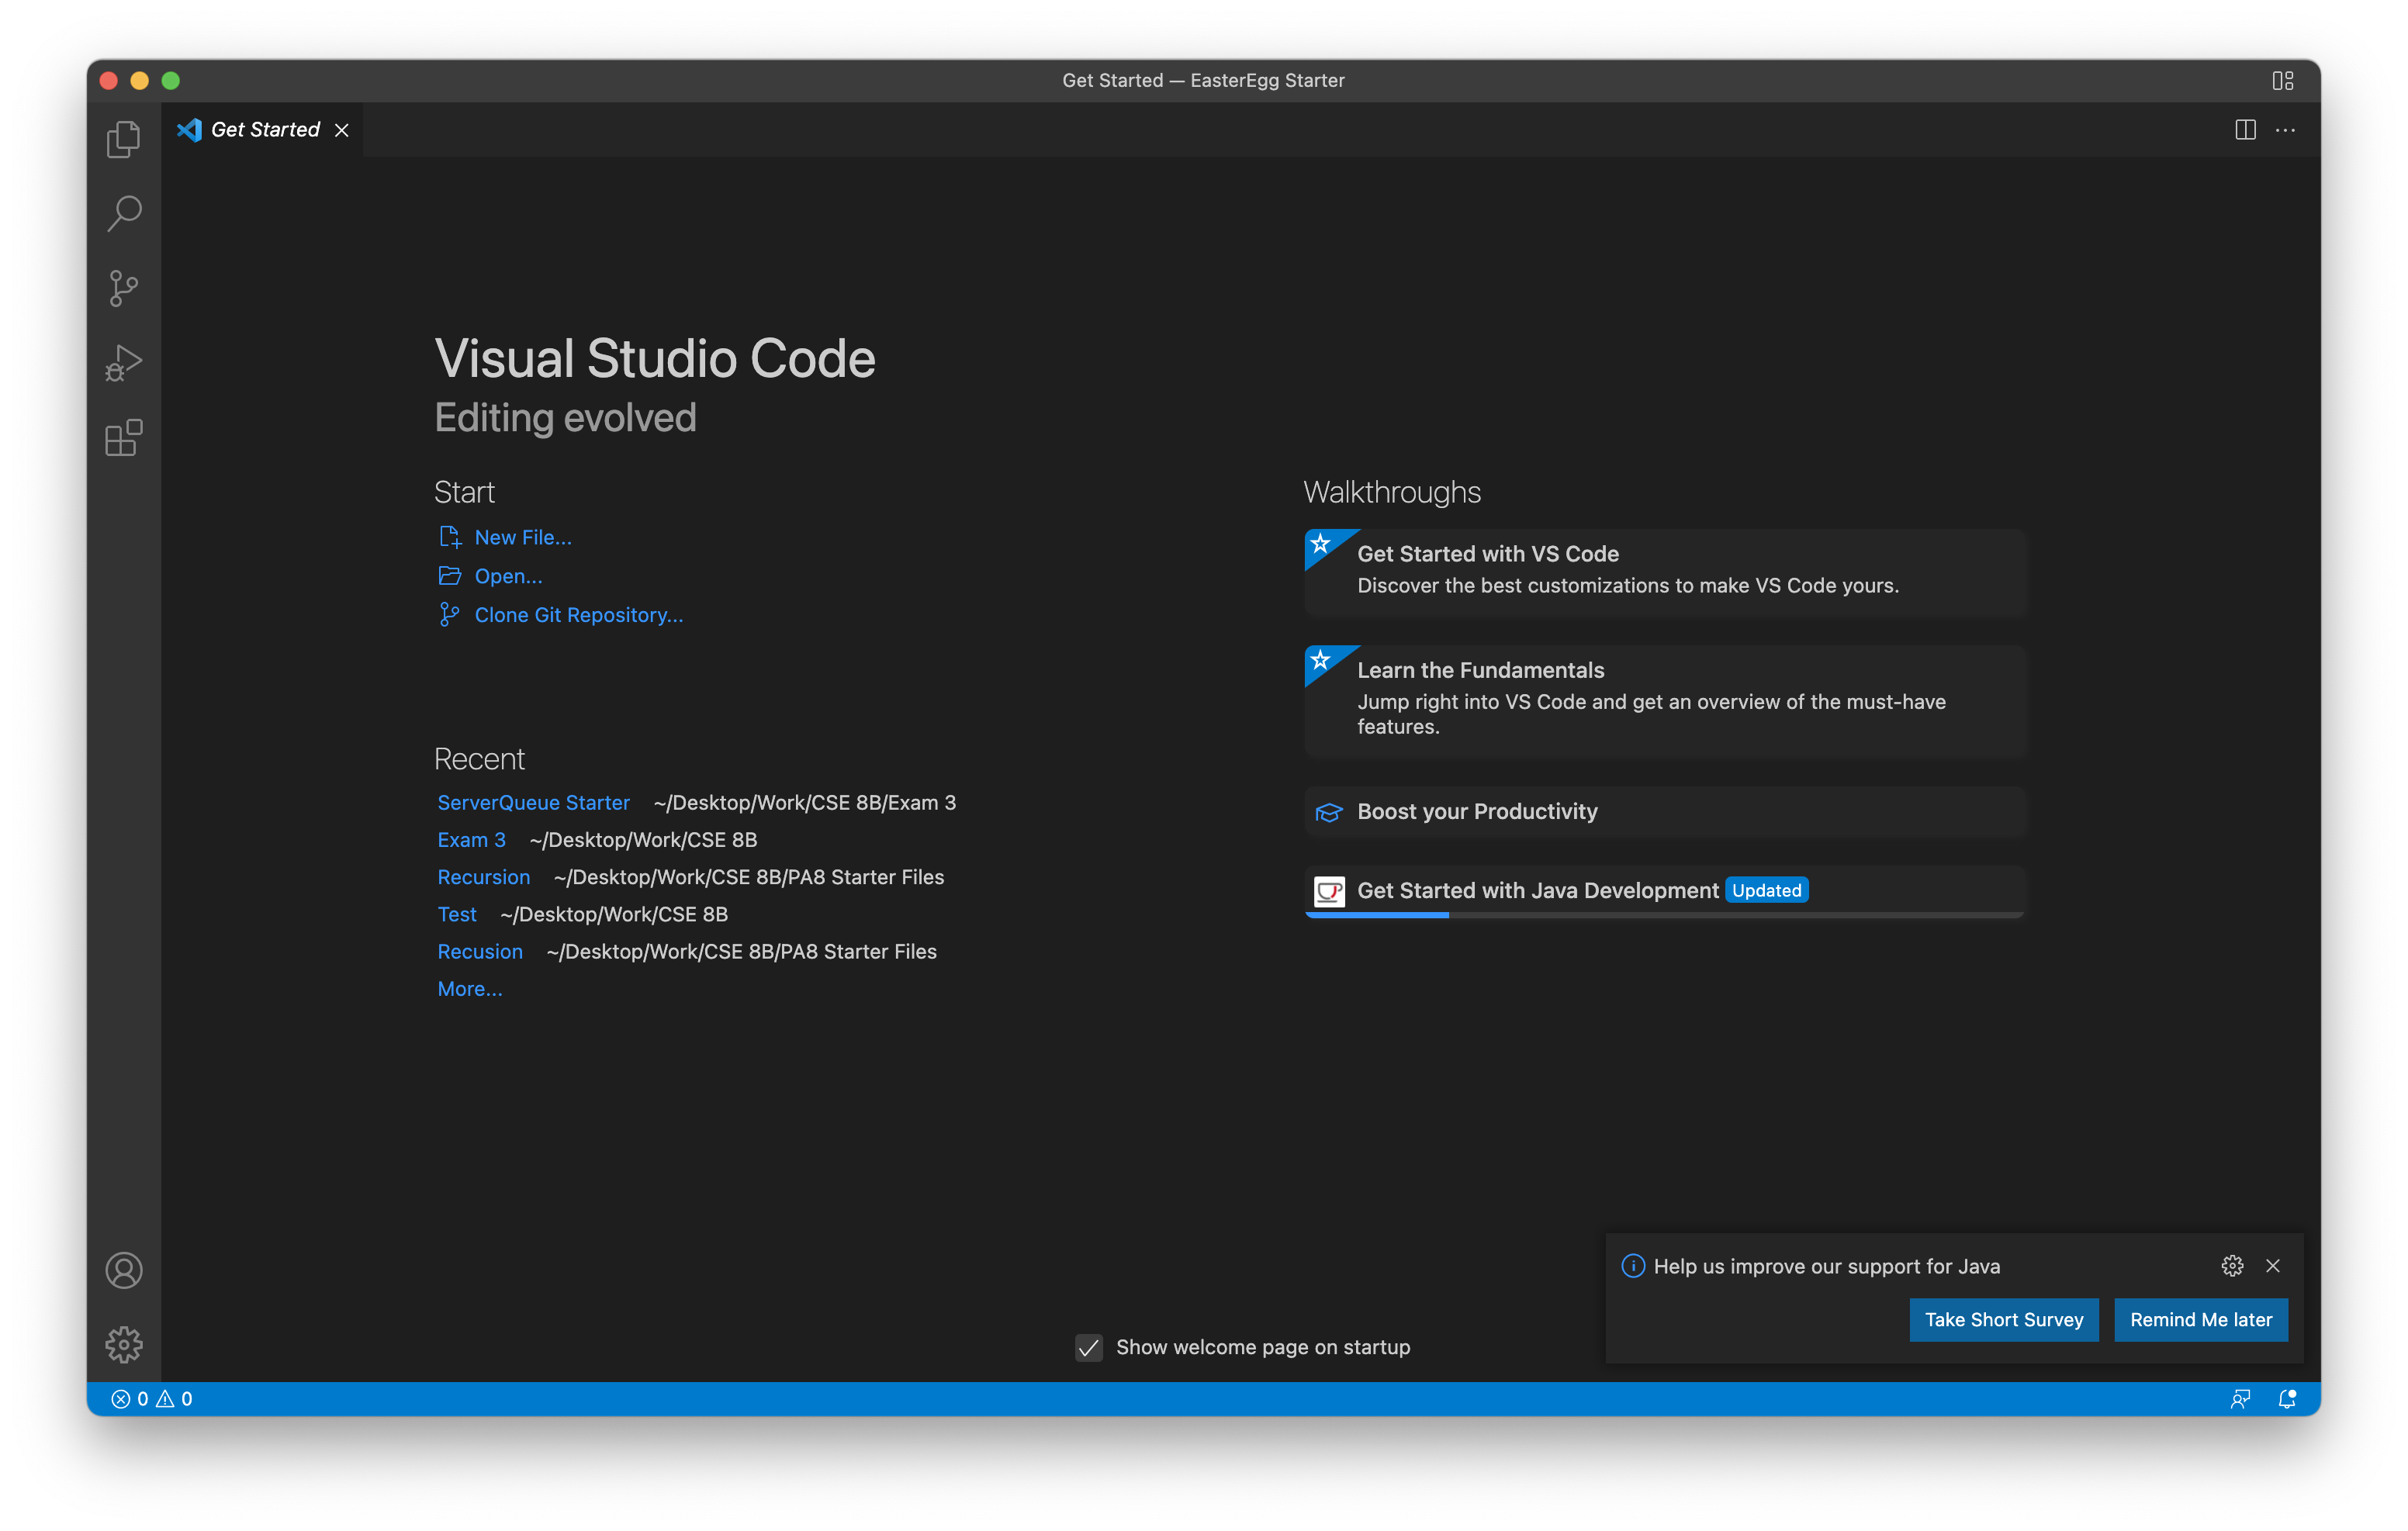 Get Started — EasterEgg Starter
Get Started
Visual Studio Code
Editing evolved
Start
New File...
Open...
Clone Git Repository...
Recent
ServerQueue Starter ~/Desktop/Work/CSE 8B/Exam 3
Exam 3 ~/Desktop/Work/CSE 8B
Recursion ~/Desktop/Work/CSE 8B/PA8 Starter Files
Test ~/Desktop/Work/CSE 8B
Recusion ~/Desktop/Work/CSE 8B/PA8 Starter Files
More...
Walkthroughs
Get Started with VS Code
Discover the best customizations to make VS Code yours.
Learn the Fundamentals
Jump right into VS Code and get an overview of the must-have
features.
Boost your Productivity
Get Started with Java Development Updated
Help us improve our support for Java
Take Short Survey Remind Me later
Show welcome page on startup
0 0